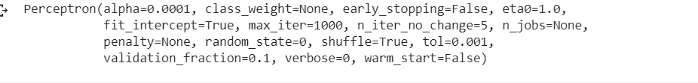 Perceptron(alpha=0.0001, class_weight=None, early_stopping=False, eta0=1.0,
fit_intercept=True, max_iter=1000, n_iter_no_change=5, n_jobs=None,
penalty=None, random_state=0, shuffle=True, tol=0.001,
validation_fraction=0.1, verbose=0, warm_start=False)